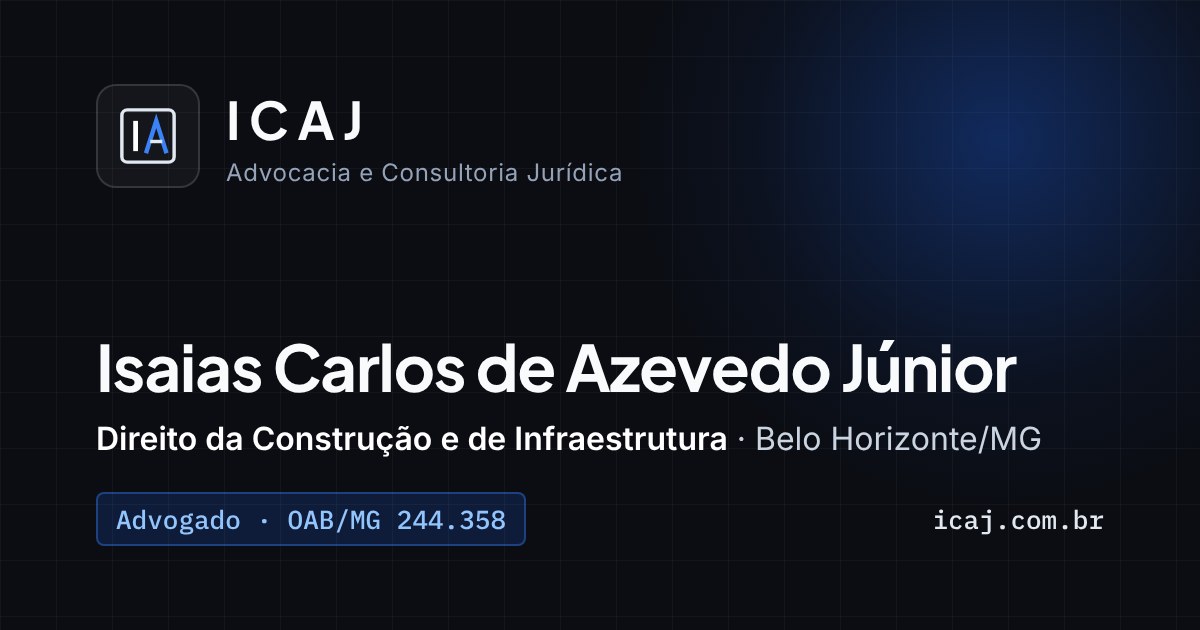 IA
ICAJ
Advocacia e Consultoria Jurídica
Isaias Carlos de Azevedo Júnior
Direito da Construção e de Infraestrutura · Belo Horizonte/MG
Advogado · OAB/MG 244.358
icaj.com.br